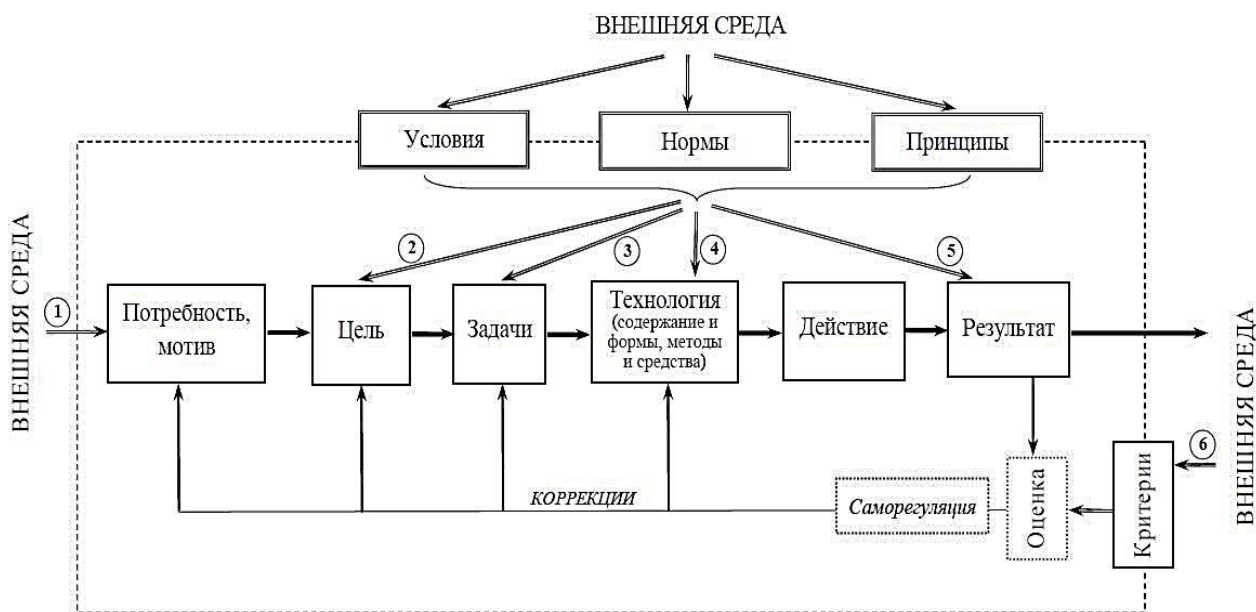 ВНЕШНЯЯ СРЕДА
Условия
Нормы
Принципы
ВНЕШНЯЯ СРЕДА
1
2
3
4
5
Потребность,
мотив
Цель
Задачи
Технология
(содержание и
формы, методы
и средства)
Действие
Результат
ВНЕШНЯЯ СРЕДА
6
КОРРЕКЦИИ
Саморегуляция
Оценка
Критерии